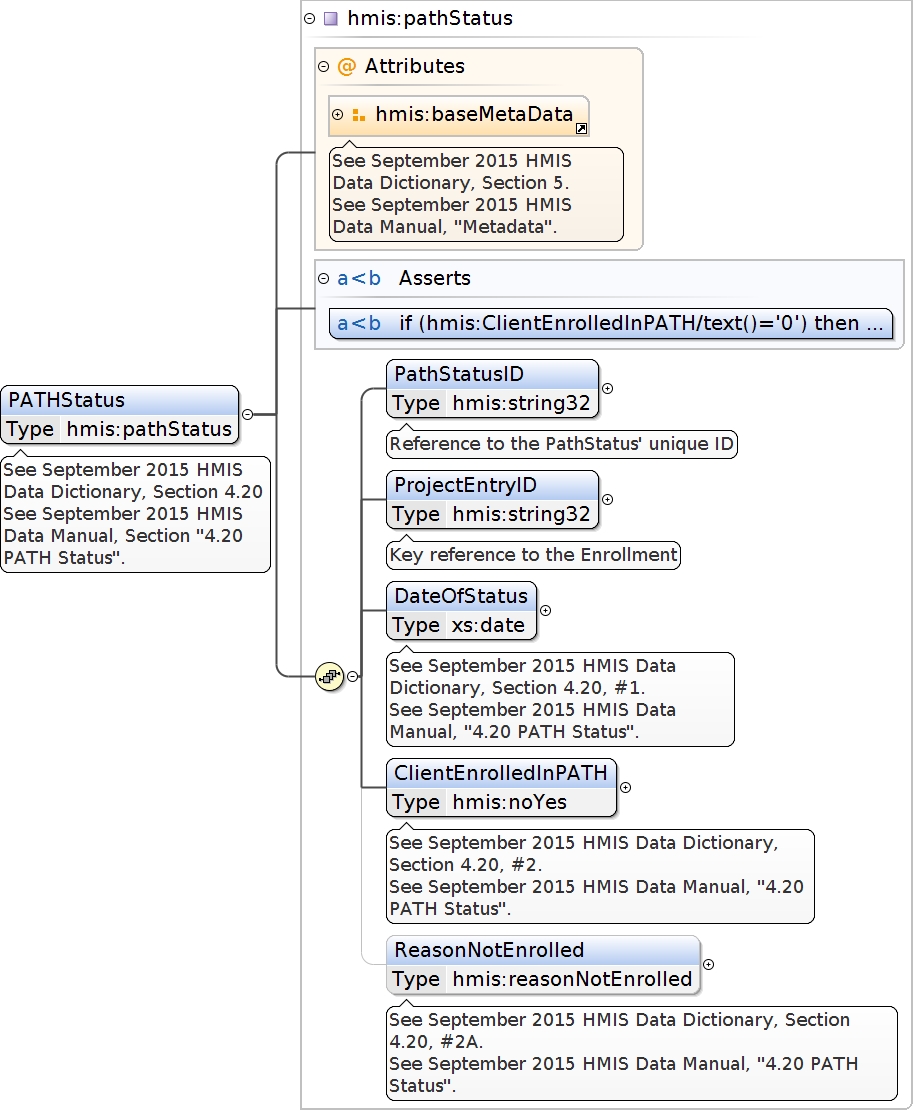 hmis:pathStatus
@ Attributes
hmis:baseMetaData
See September 2015 HMIS
Data Dictionary, Section 5.
See September 2015 HMIS
Data Manual, "Metadata".
a<b Asserts
a<b if (hmis:ClientEnrolledInPATH/text()='0') then ...
PATHStatus
Type hmis:pathStatus
See September 2015 HMIS
Data Dictionary, Section 4.20
See September 2015 HMIS
Data Manual, Section "4.20
PATH Status".
PathStatusID
Type hmis:string32
Reference to the PathStatus' unique ID
ProjectEntryID
Type hmis:string32
Key reference to the Enrollment
DateOfStatus
Type xs:date
See September 2015 HMIS Data
Dictionary, Section 4.20, #1.
See September 2015 HMIS Data
Manual, "4.20 PATH Status".
ClientEnrolledInPATH
Type hmis:noYes
See September 2015 HMIS Data Dictionary,
Section 4.20, #2.
See September 2015 HMIS Data Manual, "4.20
PATH Status".
ReasonNotEnrolled
Type hmis:reasonNotEnrolled
See September 2015 HMIS Data Dictionary, Section
4.20, #2A.
See September 2015 HMIS Data Manual, "4.20 PATH
Status".